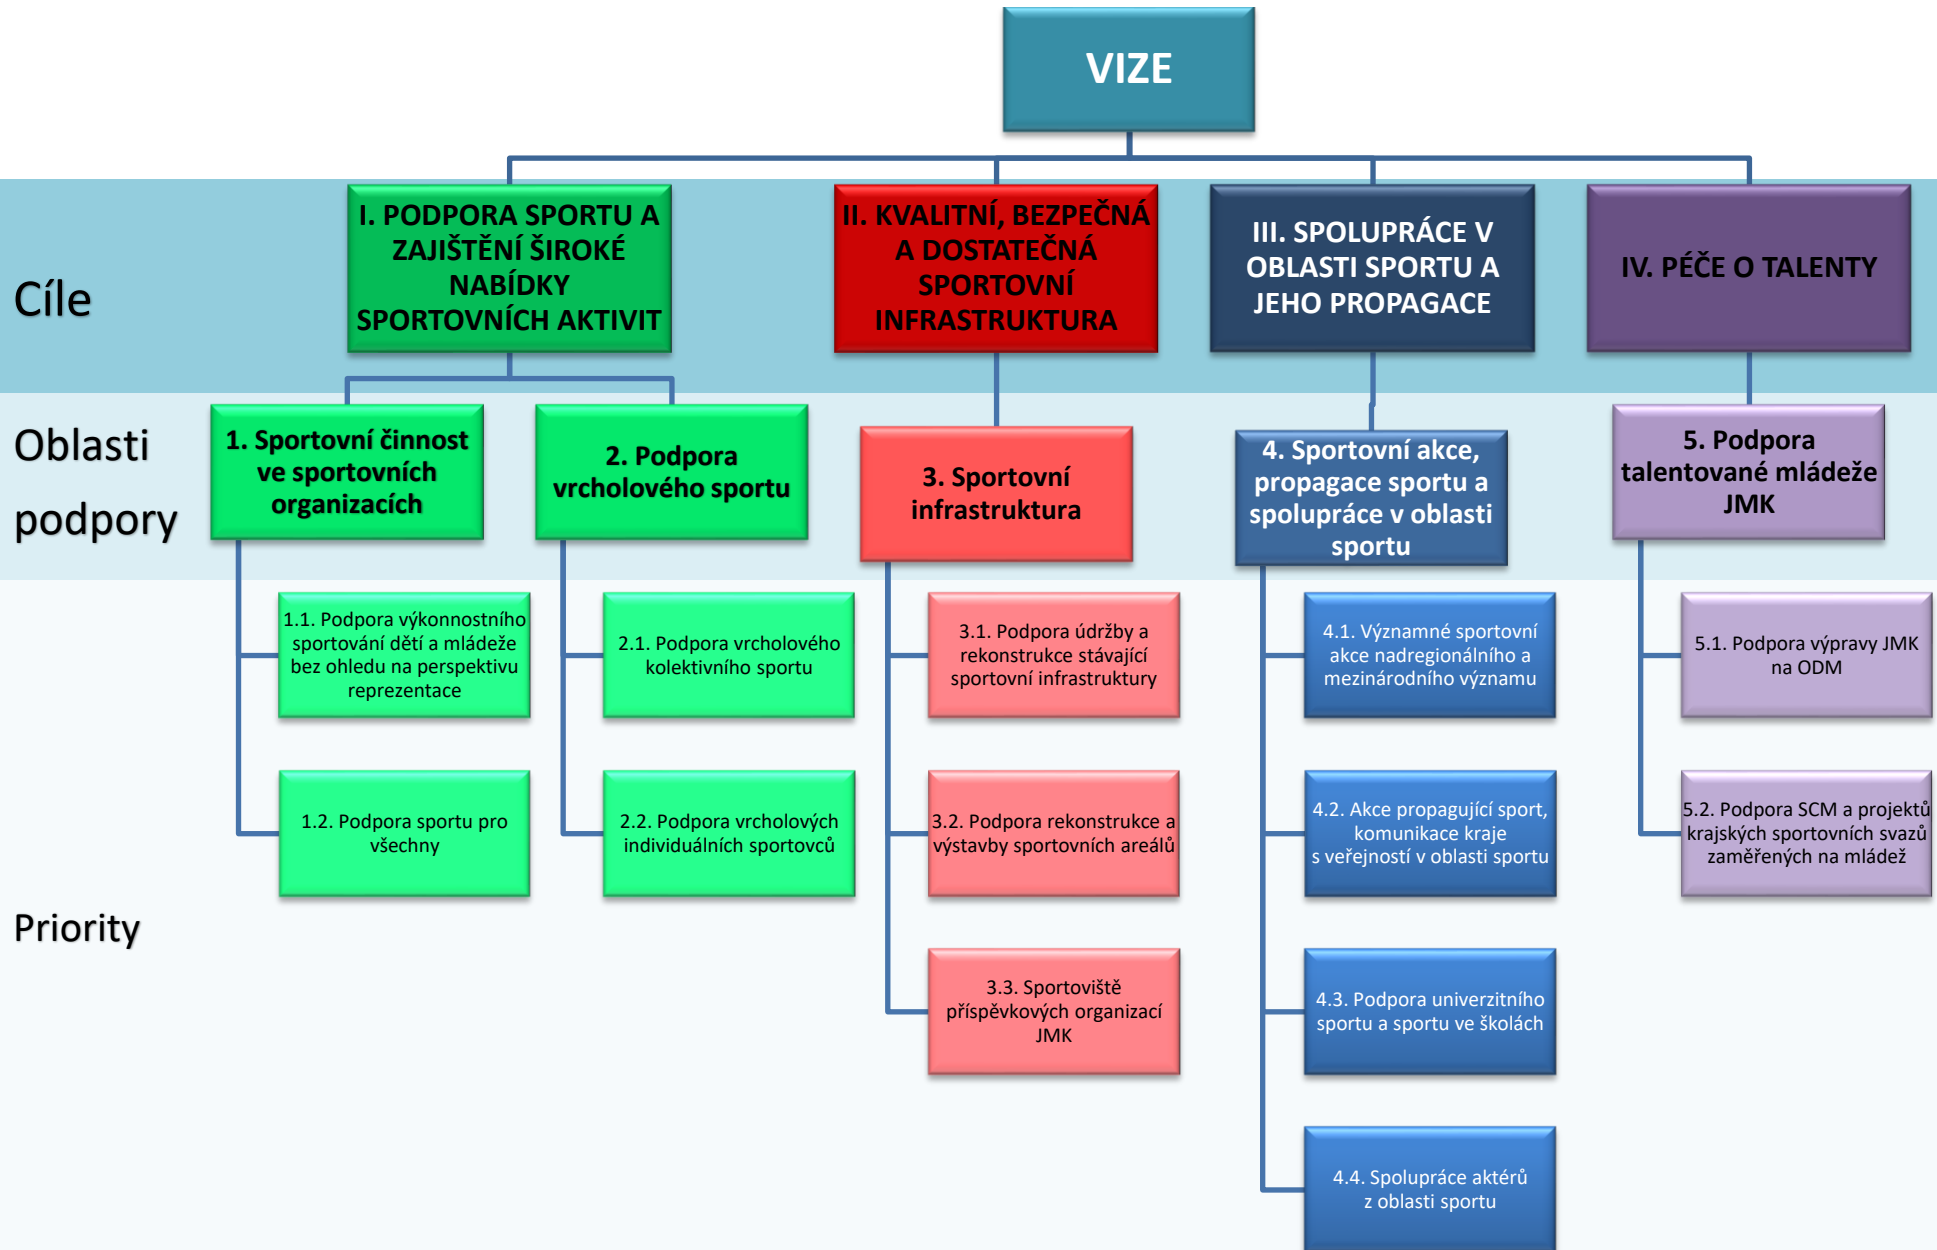 VIZE
Cíle
I. PODPORA SPORTU A
ZAJIŠTĚNÍ ŠIROKÉ
NABÍDKY
SPORTOVNÍCH AKTIVIT
II. KVALITNÍ, BEZPEČNÁ
A DOSTATEČNÁ
SPORTOVNÍ
INFRASTRUKTURA
III. SPOLUPRÁCE V
OBLASTI SPORTU A
JEHO PROPAGACE
IV. PÉČE O TALENTY
Oblasti
podpory
1. Sportovní činnost
ve sportovních
organizacích
2. Podpora
vrcholového sportu
3. Sportovní
infrastruktura
4. Sportovní akce,
propagace sportu a
spolupráce v oblasti
sportu
5. Podpora
talentované mládeže
JMK
Priority
1.1. Podpora výkonnostního
sportování dětí a mládeže
bez ohledu na perspektivu
reprezentace
1.2. Podpora sportu pro
všechny
2.1. Podpora vrcholového
kolektivního sportu
2.2. Podpora vrcholových
individuálních sportovců
3.1. Podpora údržby a
rekonstrukce stávající
sportovní infrastruktury
3.2. Podpora rekonstrukce a
výstavby sportovních areálů
3.3. Sportoviště
příspěvkových organizací
JMK
4.1. Významné sportovní
akce nadregionálního a
mezinárodního významu
4.2. Akce propagující sport,
komunikace kraje
s veřejností v oblasti sportu
4.3. Podpora univerzitního
sportu a sportu ve školách
4.4. Spolupráce aktérů
z oblasti sportu
5.1. Podpora výpravy JMK
na ODM
5.2. Podpora SCM a projektů
krajských sportovních svazů
zaměřených na mládež